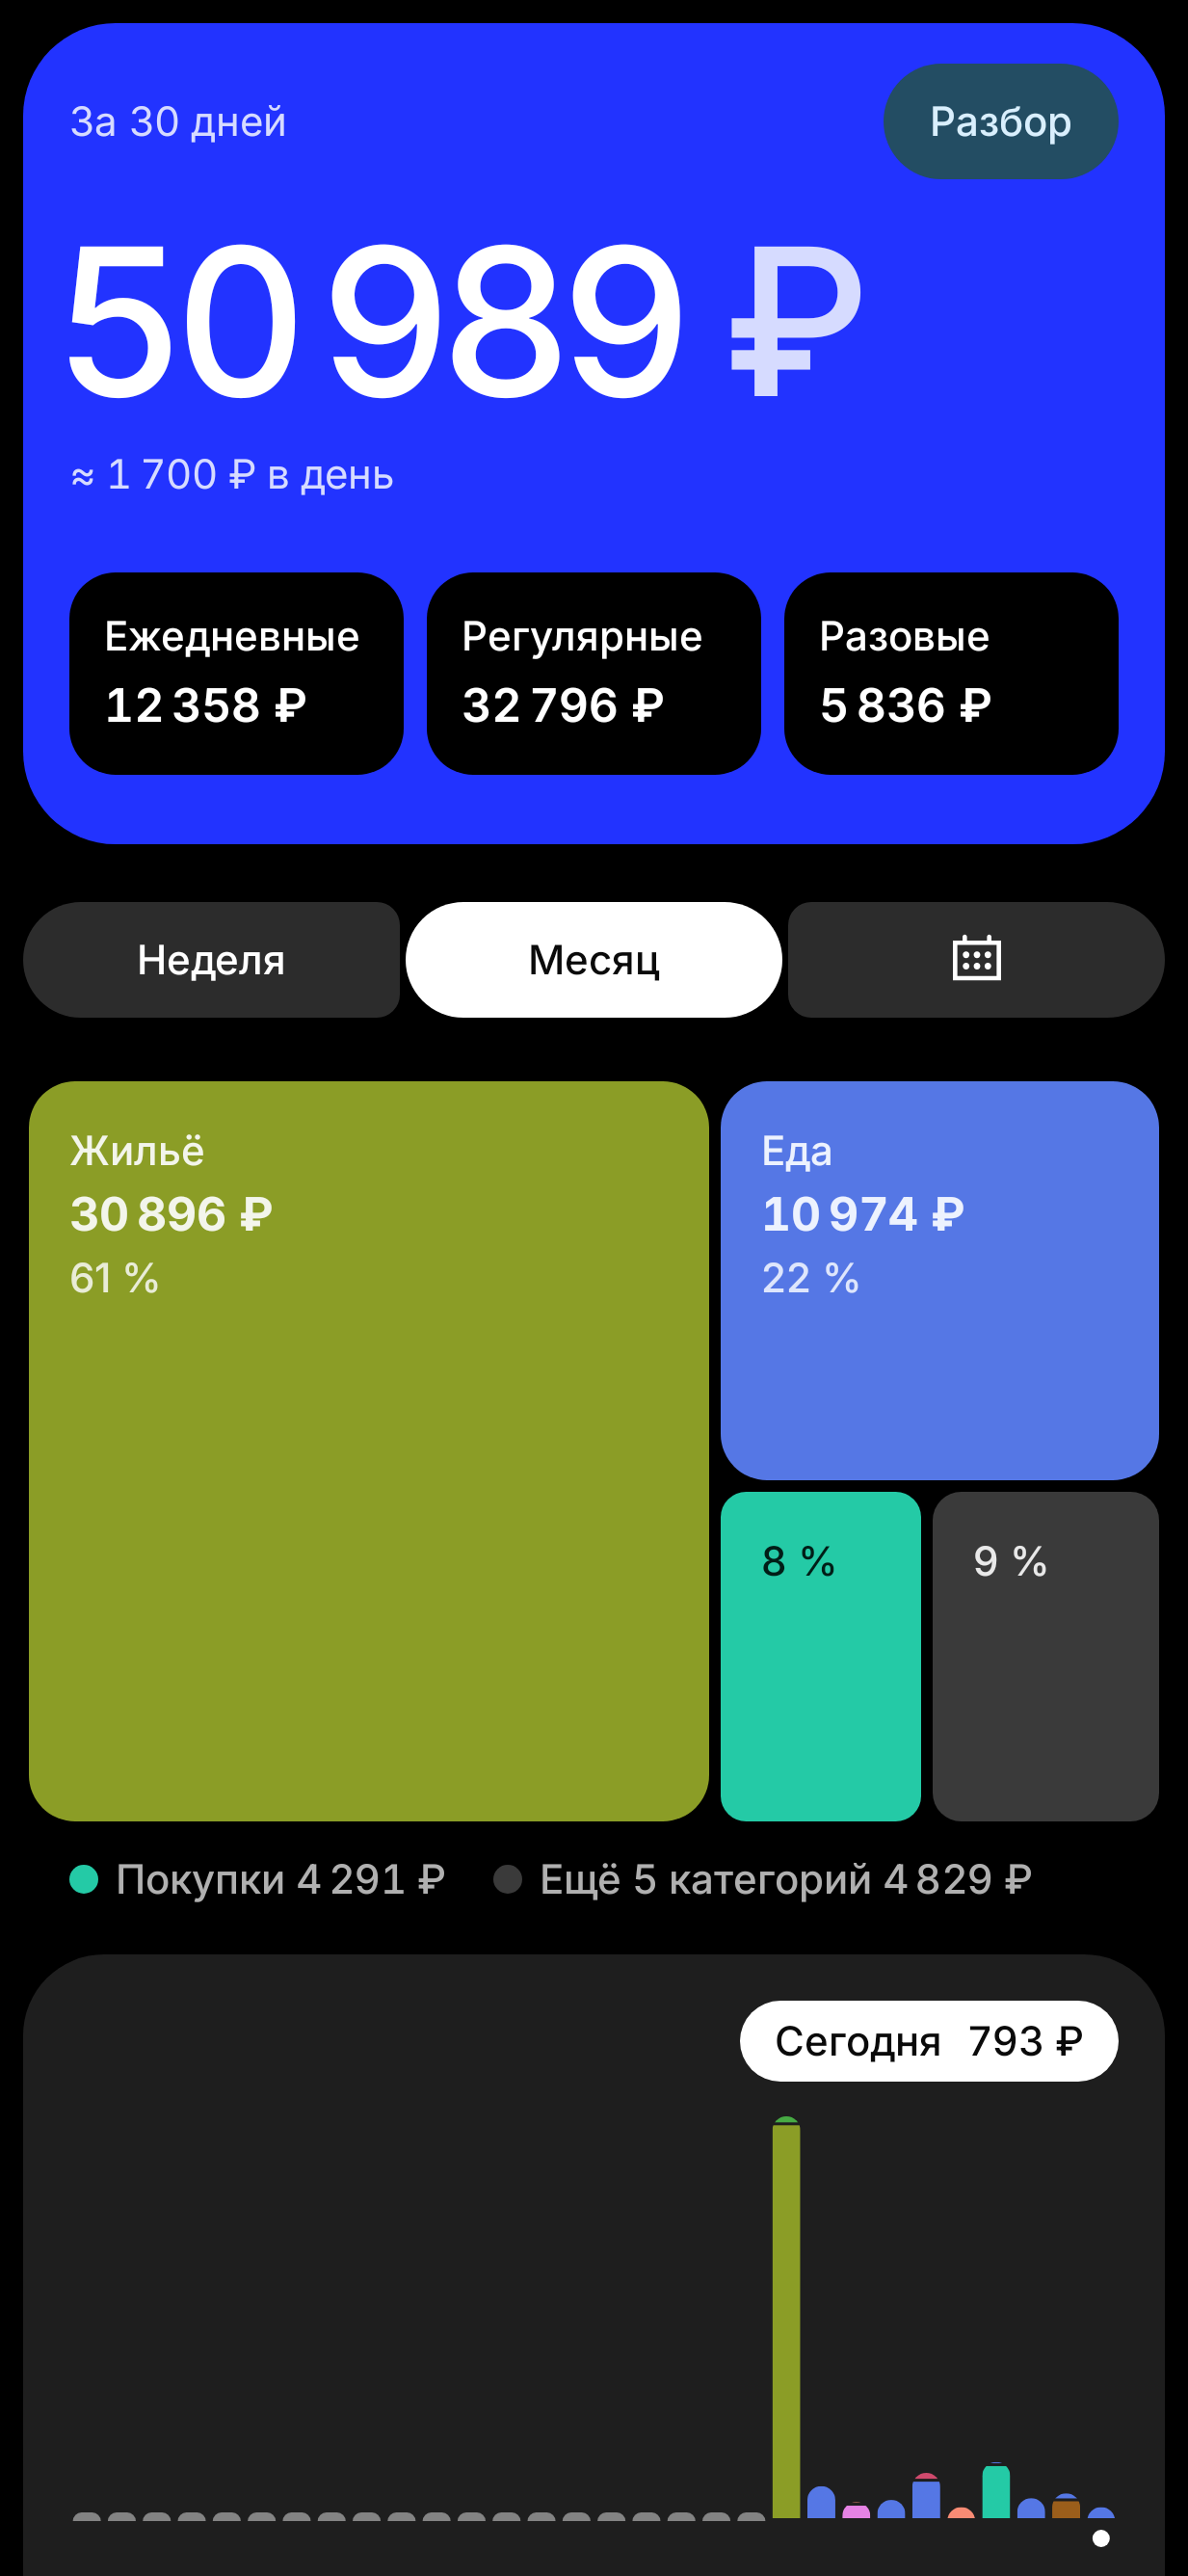 За 30 дней
Разбор
50 989 ₽
≈ 1 700 ₽ в день
Ежедневные
12 358 ₽
Регулярные
32 796 ₽
Разовые
5 836 ₽
Неделя
Месяц
Жильё
30 896 ₽
61 %
Еда
10 974 ₽
22 %
8 %
9 %
Покупки 4 291 ₽
Ещё 5 категорий 4 829 ₽
Сегодня 793 ₽